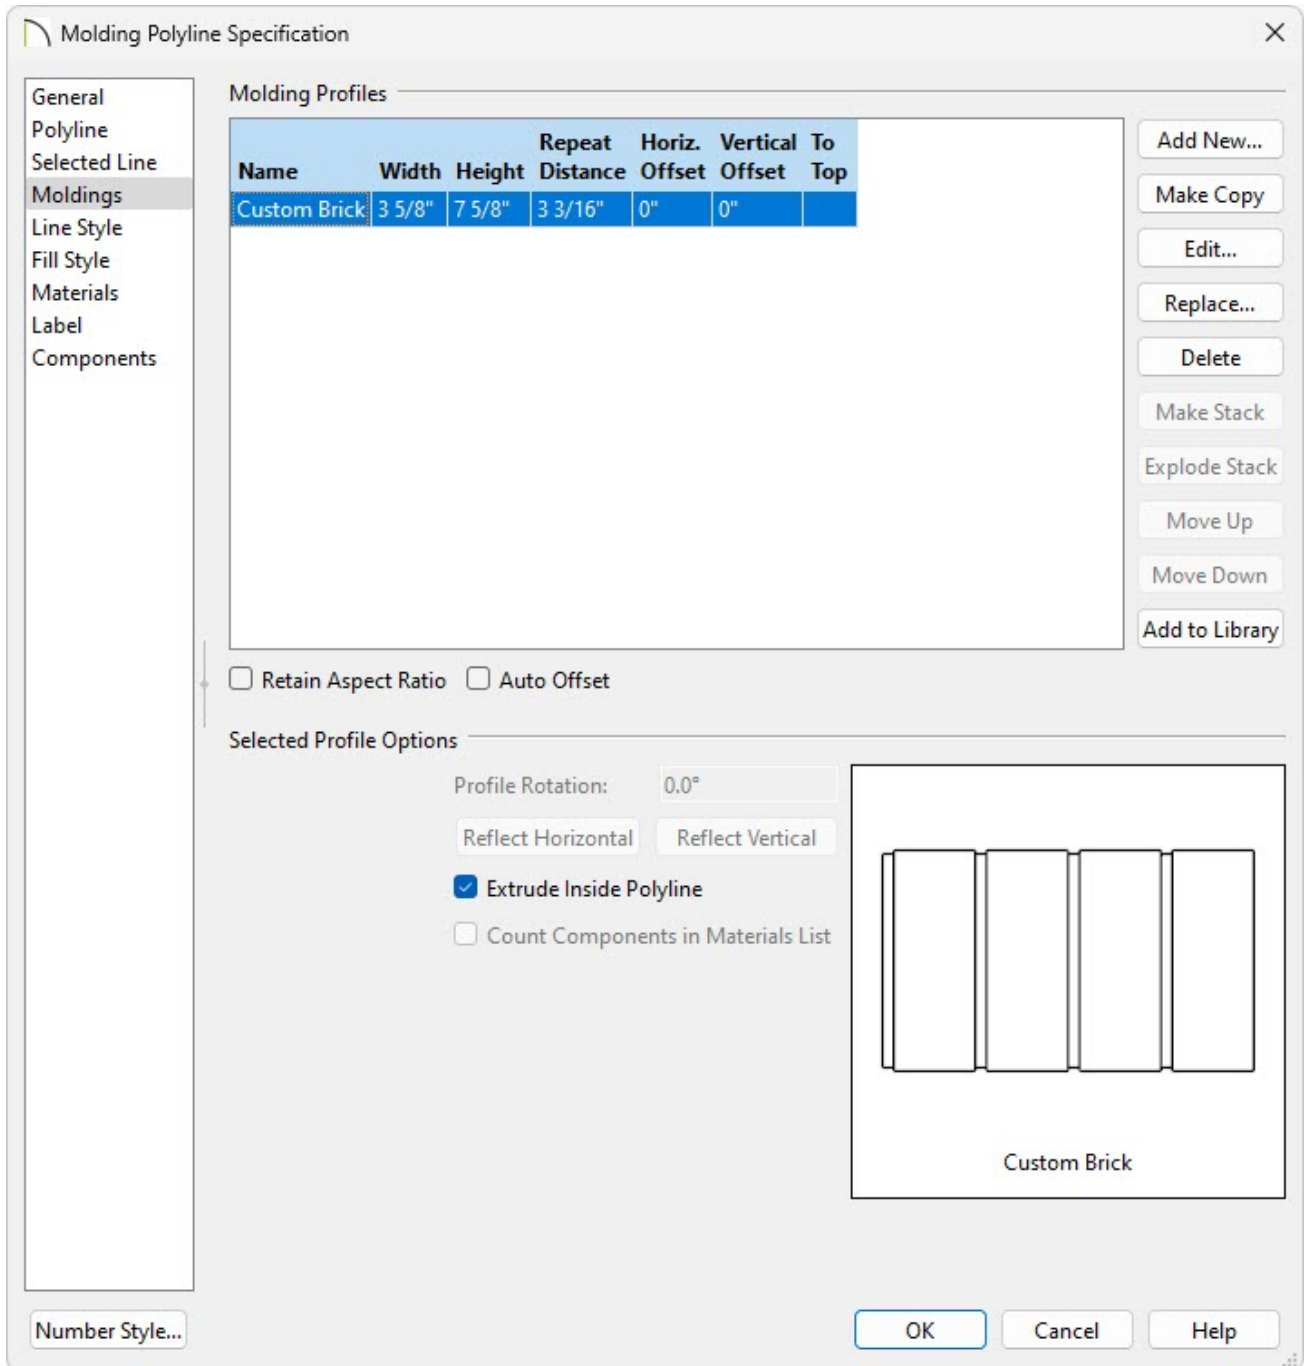 Molding Polyline Specification
General
Polyline
Selected Line
Moldings
Line Style
Fill Style
Materials
Label
Components
Molding Profiles
Name Width Height Repeat Distance Horiz. Offset Vertical Offset To Top
Custom Brick 3 5/8" 7 5/8" 3 3/16" 0" 0"
Add New...
Make Copy
Edit...
Replace...
Delete
Make Stack
Explode Stack
Move Up
Move Down
Add to Library
Retain Aspect Ratio Auto Offset
Selected Profile Options
Profile Rotation: 0.0°
Reflect Horizontal Reflect Vertical
Extrude Inside Polyline
Count Components in Materials List
Custom Brick
Number Style... OK Cancel Help